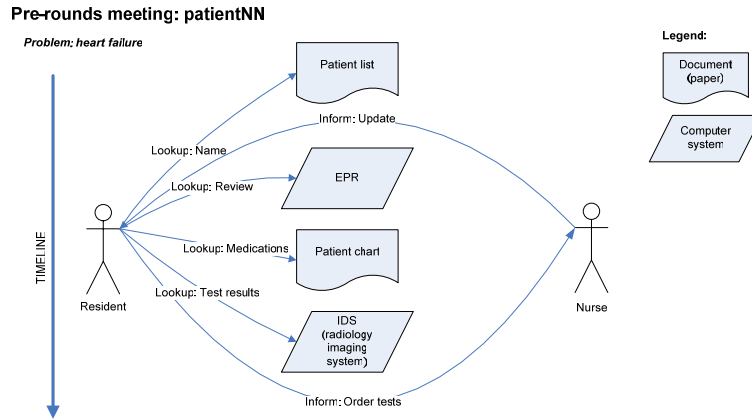 Pre-rounds meeting: patientNN
Problem: heart failure
Legend:
Patient list
Document
(paper)
Inform: Update
Computer
system
Lookup: Name
EPR
Lookup: Review
Lookup: Medications
Patient chart
TIMELINE
Lookup: Test results
Resident
Nurse
IDS
(radiology
imaging
system)
Inform: Order tests